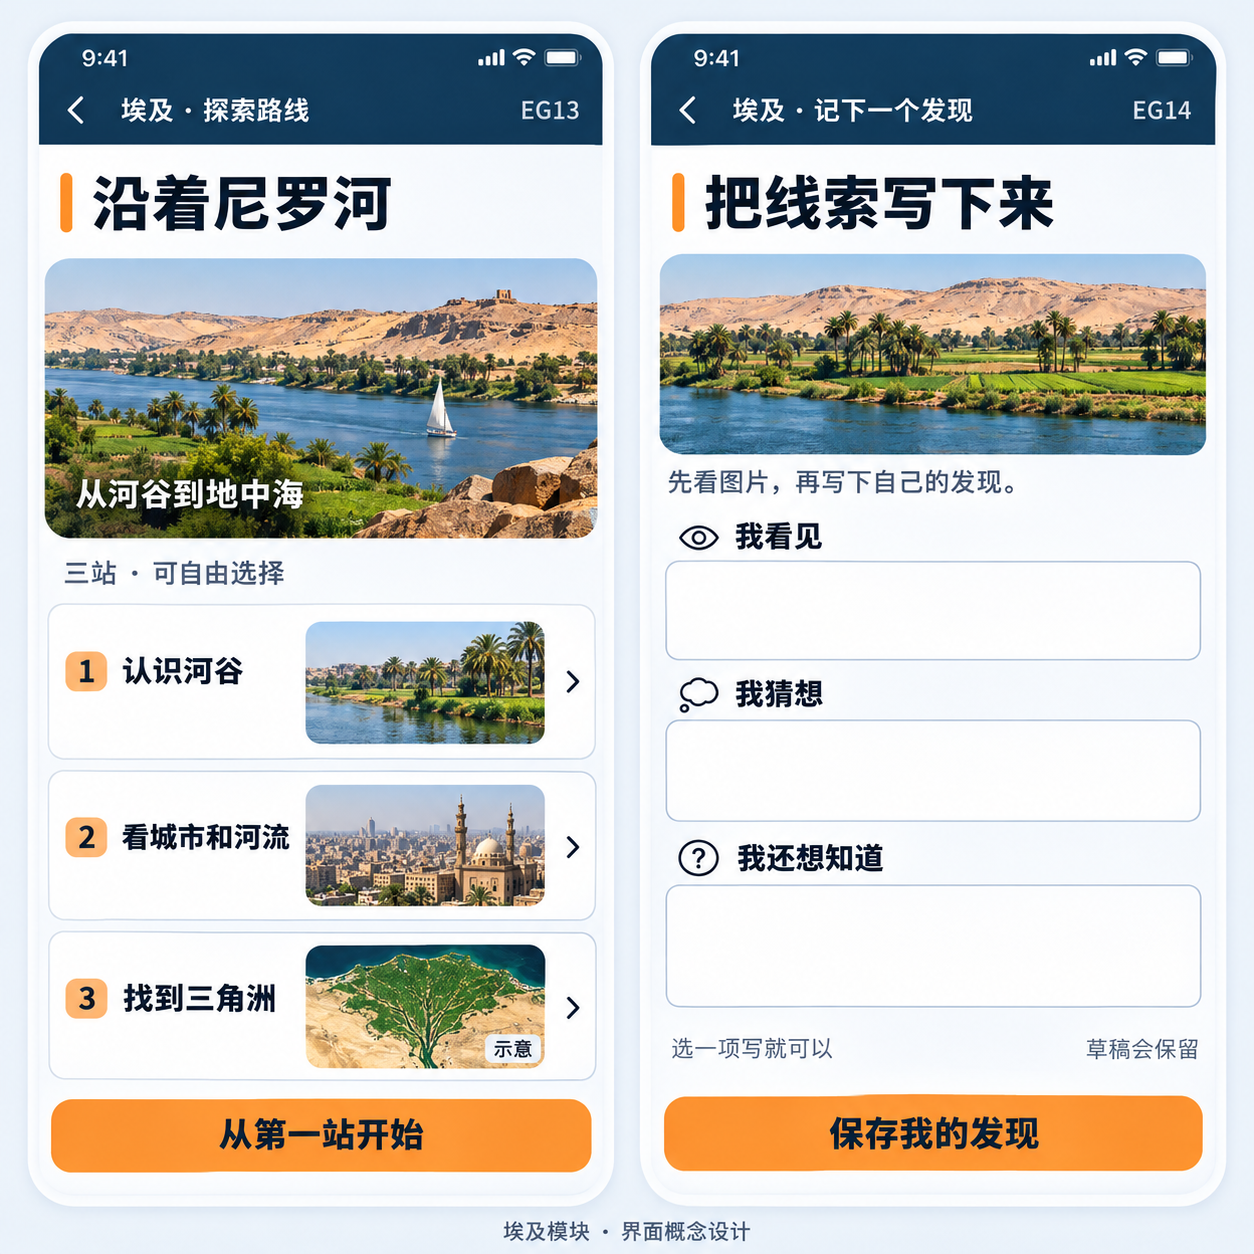 9:41
埃及·探索路线 EG13
沿着尼罗河
从河谷到地中海
三站·可自由选择
1 认识河谷
2 看城市和河流
3 找到三角洲
示意
从第一站开始
9:41
埃及·记下一个发现 EG14
把线索写下来
先看图片，再写下自己的发现。
我看见
我猜想
? 我还想知道
选一项写就可以 草稿会保留
保存我的发现
埃及模块·界面概念设计